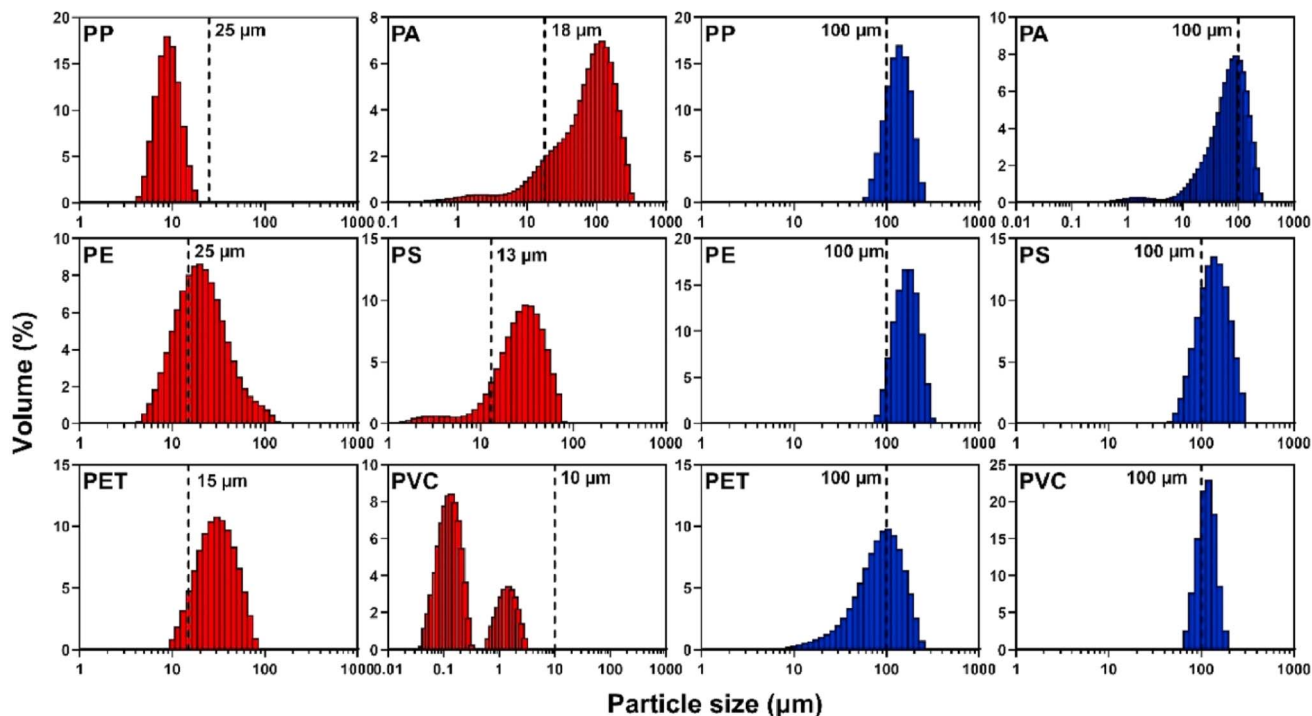 20 PP 25 µm
15
10
5
0
1 10 100 1000
8 PA 18 µm
6
4
2
0
0.1 1 10 100 1000
20 PP 100 µm
15
10
5
0
1 10 100 1000
10 PA 100 µm
8
6
4
2
0
0.01 0.1 1 10 100 1000
10 PE 25 µm
8
6
4
2
0
1 10 100 1000
15 PS 13 µm
10
5
0
1 10 100 1000
20 PE 100 µm
15
10
5
0
1 10 100 1000
15 PS 100 µm
10
5
0
1 10 100 1000
15 PET 15 µm
10
5
0
1 10 100 1000
10 PVC 10 µm
8
6
4
2
0
0.01 0.1 1 10 100 1000
15 PET 100 µm
10
5
0
1 10 100 1000
25 PVC 100 µm
20
15
10
5
0
1 10 100 1000
Volume (%)
Particle size (µm)